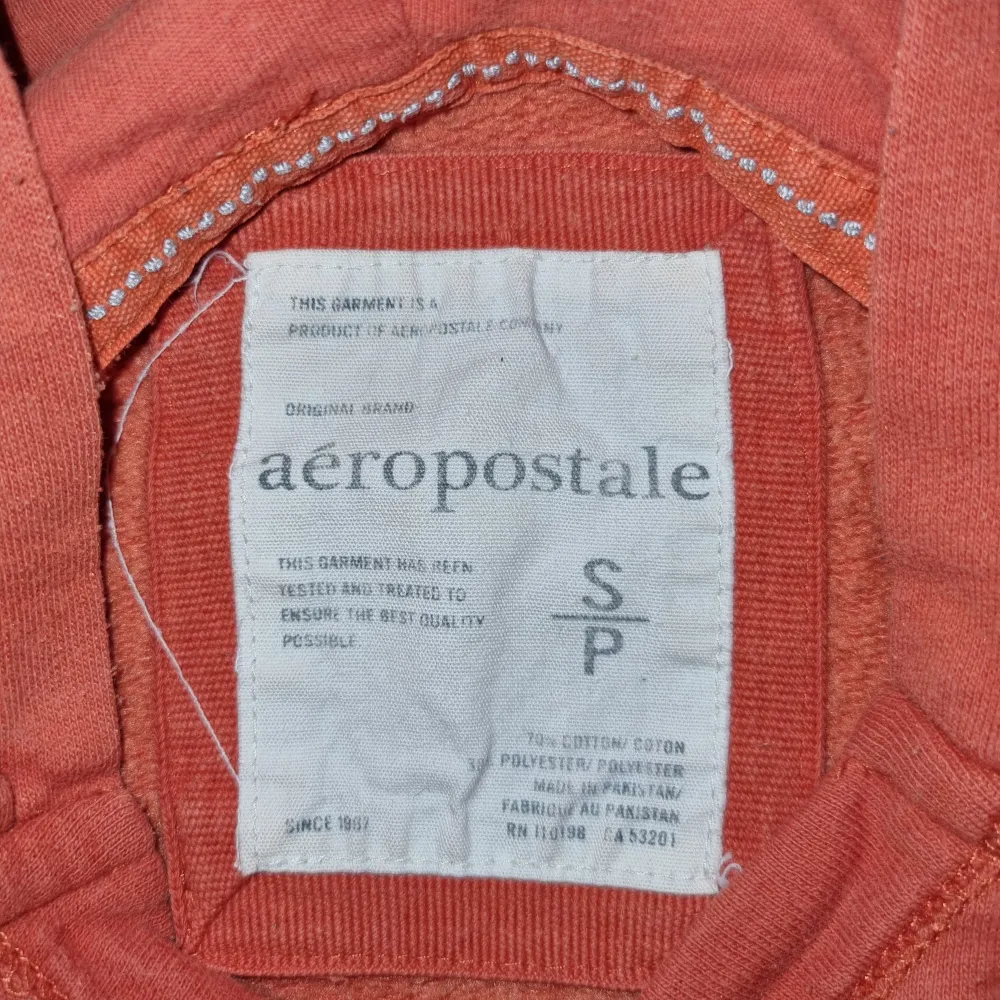 THIS GARMENT IS A
PRODUCT OF AEROPOSTALE COMPANY
ORIGINAL BRAND
aéropostale
THIS GARMENT HAS BEEN
TESTED AND TREATED TO
ENSURE THE BEST QUALITY
POSSIBLE.
S
P
70% COTTON/ COTON
POLYESTER/ POLYESTER
MADE IN PAKISTAN/
FABRIQUE AU PAKISTAN
RN 110198 CA 53201
SINCE 1987